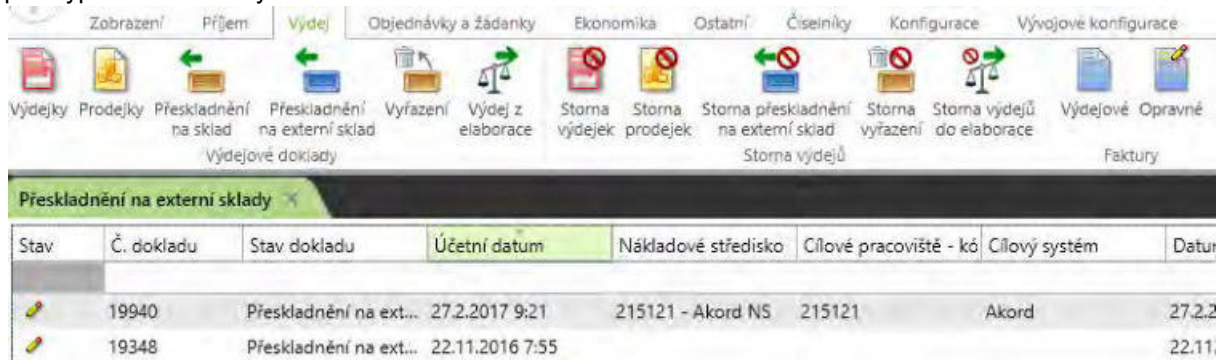 Zobrazení Příjem Výdej Objednávky a žádanky Ekonomika Ostatní Číselníky Konfigurace Vývojové konfigurace
Výdejky Prodejky Přeskladnění Přeskladnění Vyřazení Výdej z Storna Storna Storna přeskladnění Storna Storna výdejů Výdejové Opravné
na sklad na externí sklad elaborace výdejek prodejek na externí sklad vyřazení do elaborace
Výdejové doklady Storna výdejů Faktury
Přeskladnění na externí sklady
Stav Č. dokladu Stav dokladu Účetní datum Nákladové středisko Cílové pracoviště - kó Cílový systém Datur
19940 Přeskladnění na ext... 27.2.2017 9:21 215121 - Akord NS 215121 Akord 27.2.2
19348 Přeskladnění na ext... 22.11.2016 7:55 22.11.